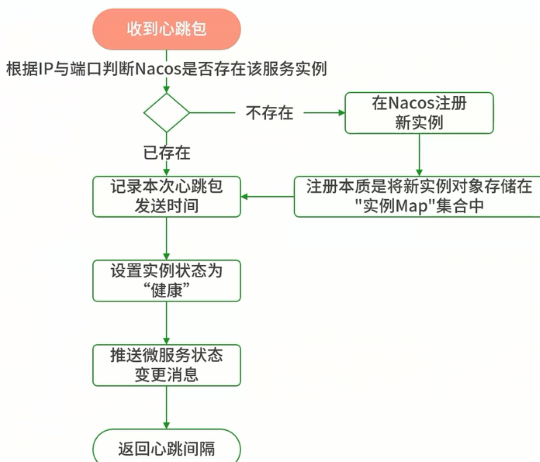 收到心跳包
根据IP与端口判断Nacos是否存在该服务实例
不存在
在Nacos注册
新实例
已存在
记录本次心跳包
发送时间
注册本质是将新实例对象存储在
"实例Map"集合中
设置实例状态为
“健康”
推送微服务状态
变更消息
返回心跳间隔